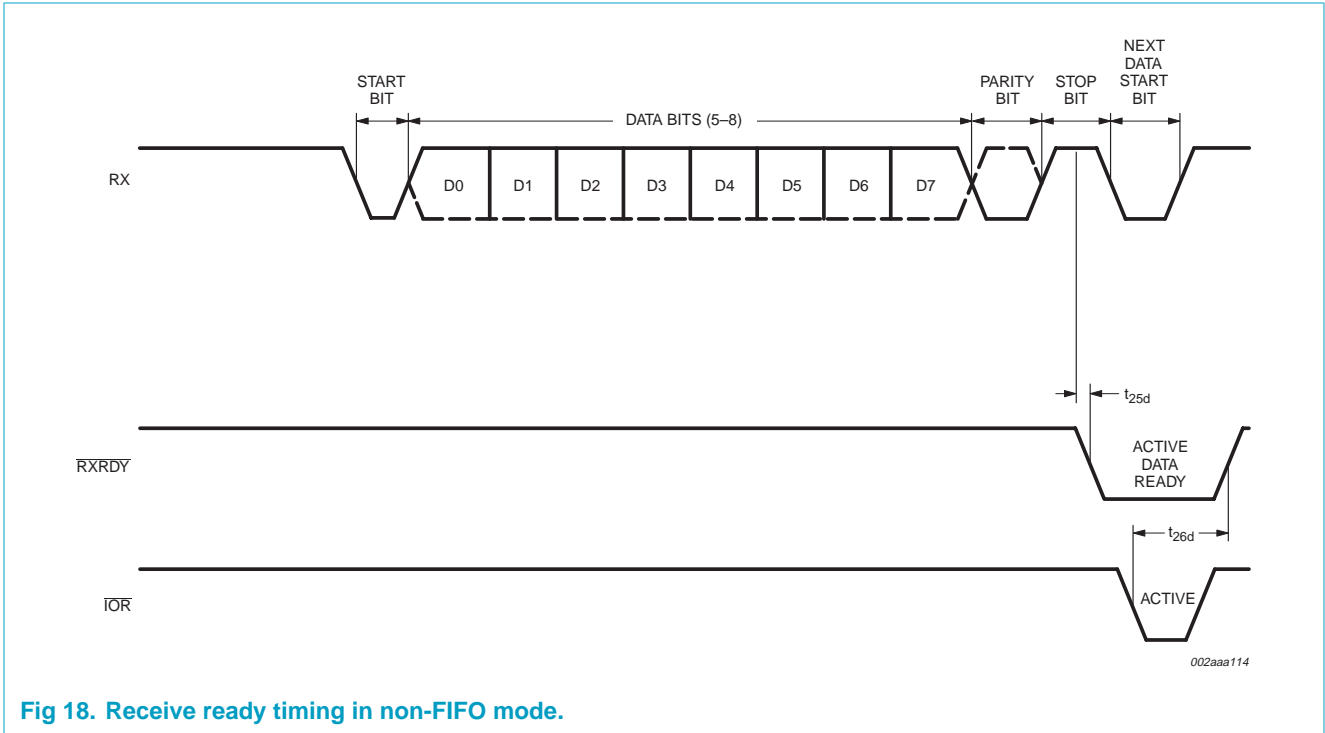 NEXT
DATA
START
BIT
START
BIT
PARITY
BIT
STOP
BIT
DATA BITS (5–8)
RX
D0
D1
D2
D3
D4
D5
D6
D7
t25d
RXRDY
ACTIVE
DATA
READY
t26d
IOR
ACTIVE
002aaa114
Fig 18. Receive ready timing in non-FIFO mode.